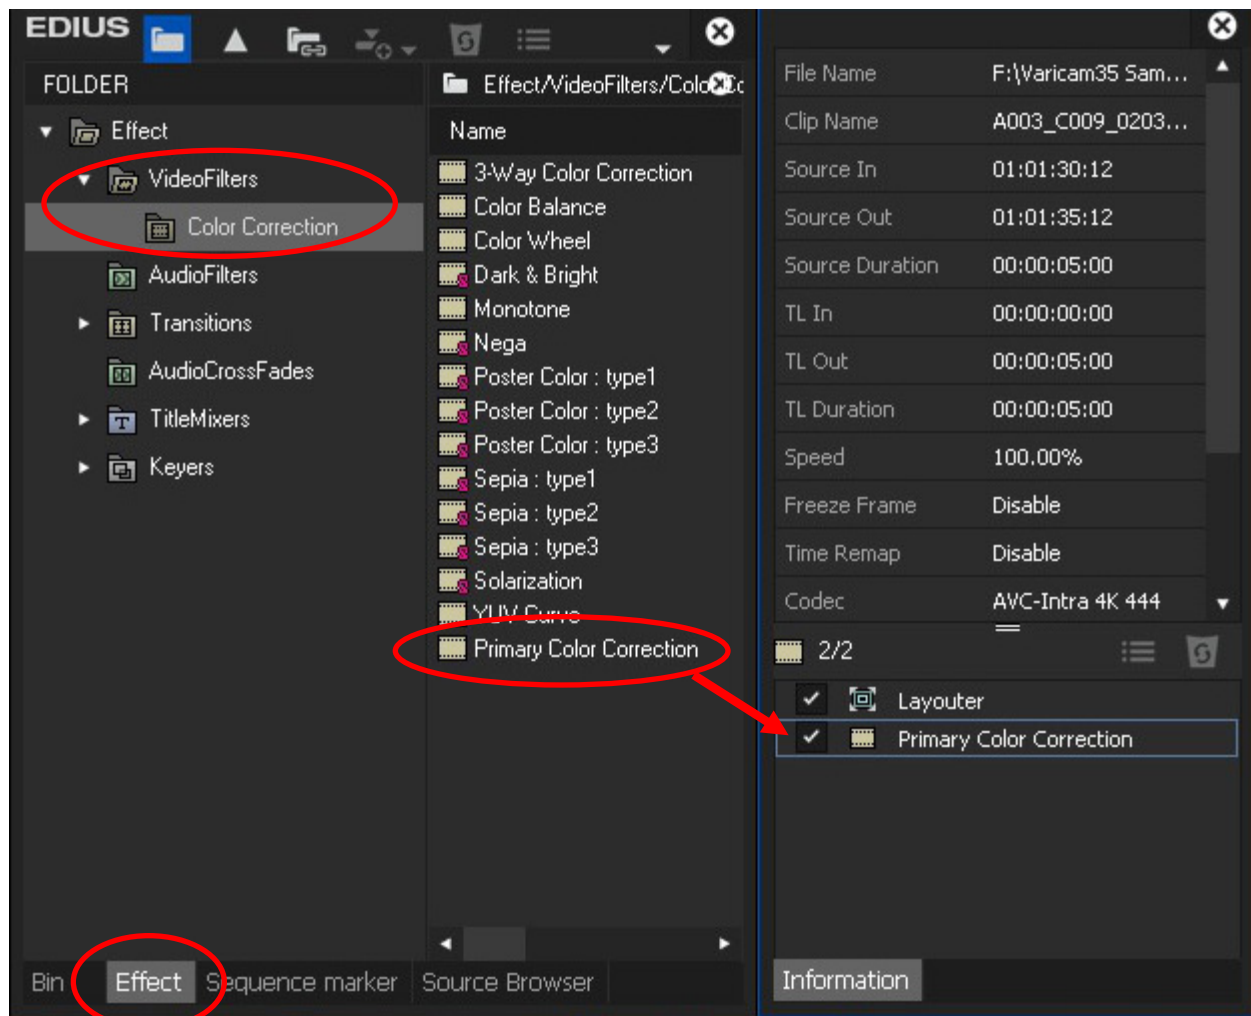 EDIUS
FOLDER
Effect
VideoFilters
Color Correction
AudioFilters
Transitions
AudioCrossFades
TitleMixers
Keyers
Effect/VideoFilters/Colo
Name
3-Way Color Correction
Color Balance
Color Wheel
Dark & Bright
Monotone
Nega
Poster Color : type1
Poster Color : type2
Poster Color : type3
Sepia : type1
Sepia : type2
Sepia : type3
Solarization
YUV Curve
Primary Color Correction
Bin Effect Sequence marker Source Browser
File Name F:\Varicam35 Sam...
Clip Name A003_C009_0203...
Source In 01:01:30:12
Source Out 01:01:35:12
Source Duration 00:00:05:00
TL In 00:00:00:00
TL Out 00:00:05:00
TL Duration 00:00:05:00
Speed 100.00%
Freeze Frame Disable
Time Remap Disable
Codec AVC-Intra 4K 444
2/2
Layouter
Primary Color Correction
Information